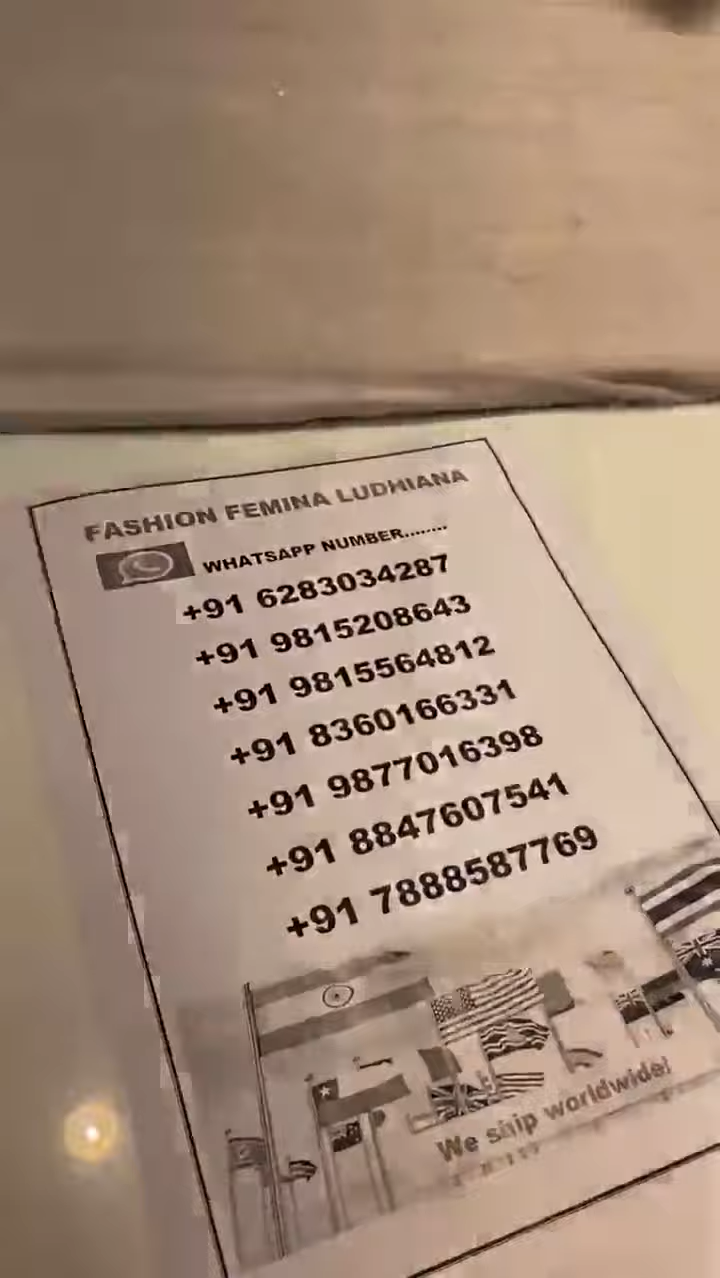 FASHION FEMINA LUDHIANA
WHATSAPP NUMBER........
+91 6283034287
+91 9815208643
+91 9815564812
+91 8360166331
+91 9877016398
+91 8847607541
+91 7888587769
We ship worldwide!